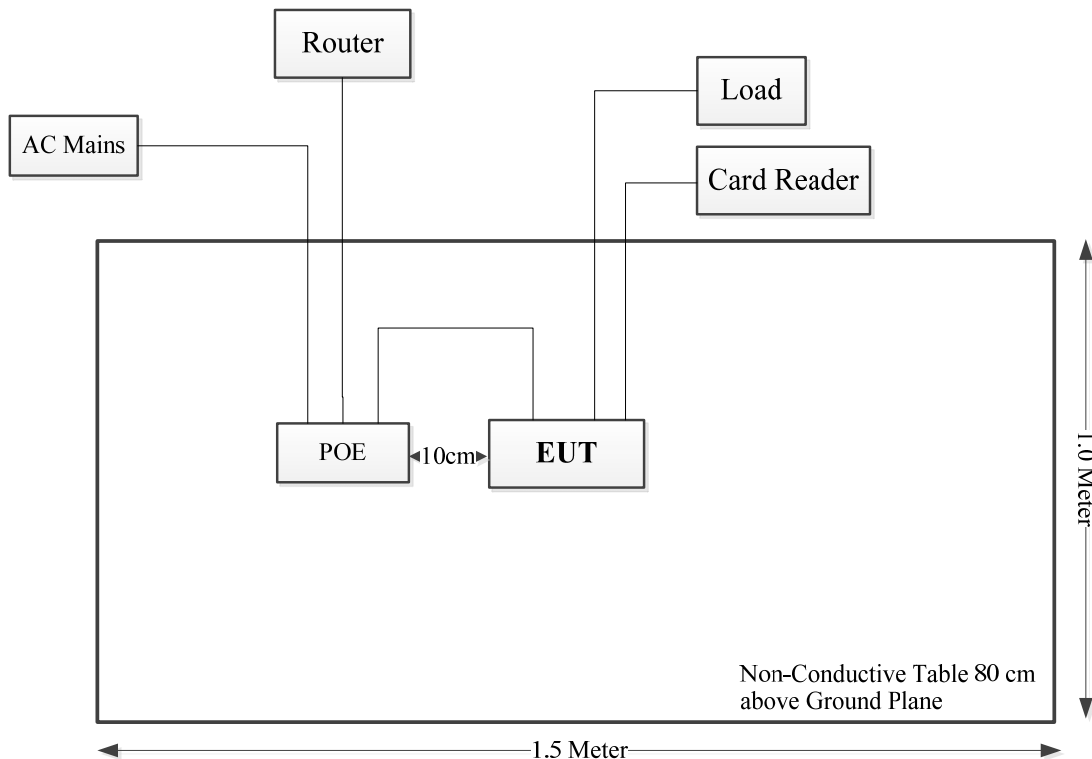 Router
Load
AC Mains
Card Reader
POE
10cm
EUT
1.0 Meter
Non-Conductive Table 80 cm
above Ground Plane
1.5 Meter